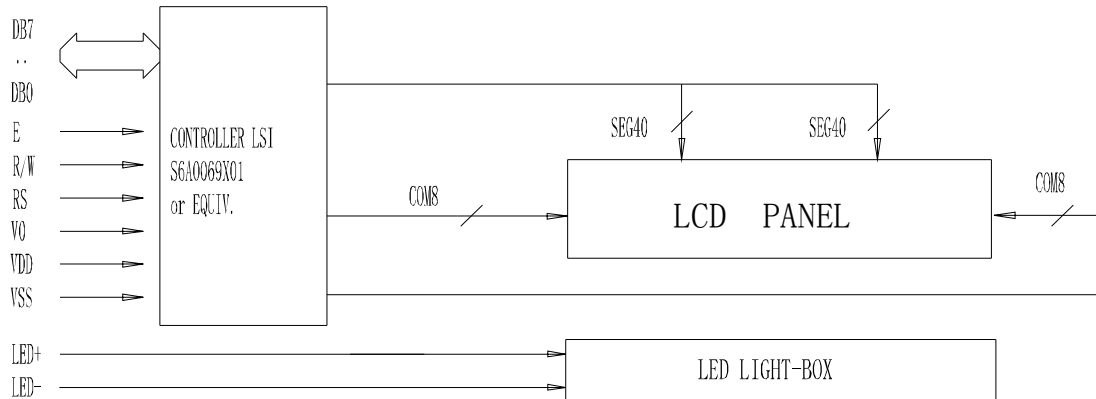 DB7
..
DB0
E
R/W
RS
VO
VDD
VSS
LED+
LED-
CONTROLLER LSI
S6A0069X01
or EQUIV.
SEG40
SEG40
COM8
LCD PANEL
COM8
LED LIGHT-BOX